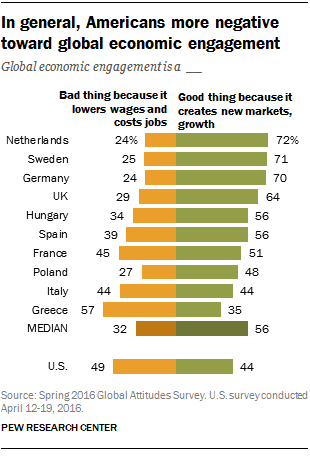 In general, Americans more negative
toward global economic engagement
Global economic engagement is a __
Bad thing because it
lowers wages and
costs jobs
Good thing because it
creates new markets,
growth
Netherlands 24% 72%
Sweden 25 71
Germany 24 70
UK 29 64
Hungary 34 56
Spain 39 56
France 45 51
Poland 27 48
Italy 44 44
Greece 57 35
MEDIAN 32 56
U.S. 49 44
Source: Spring 2016 Global Attitudes Survey. U.S. survey conducted
April 12-19, 2016.
PEW RESEARCH CENTER